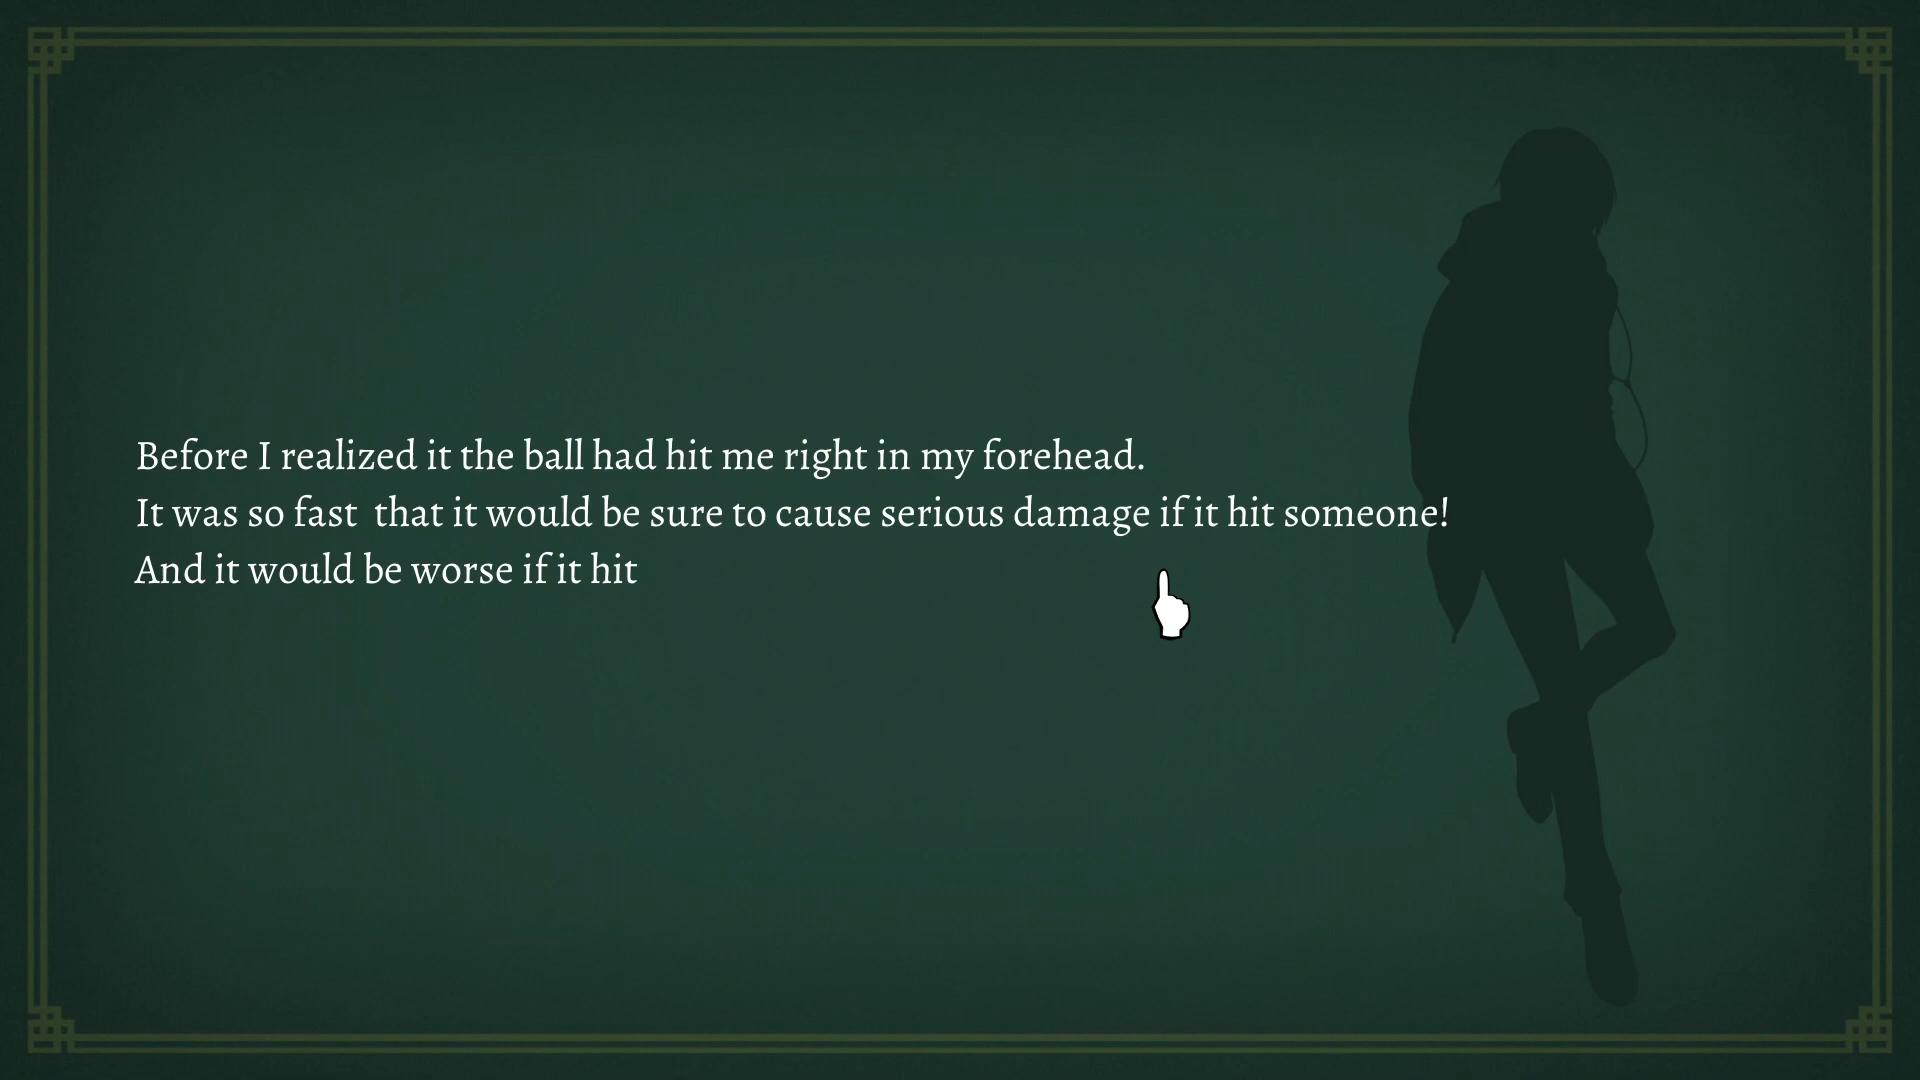 Before I realized it the ball had hit me right in my forehead.
It was so fast  that it would be sure to cause serious damage if it hit someone!
And it would be worse if it hit